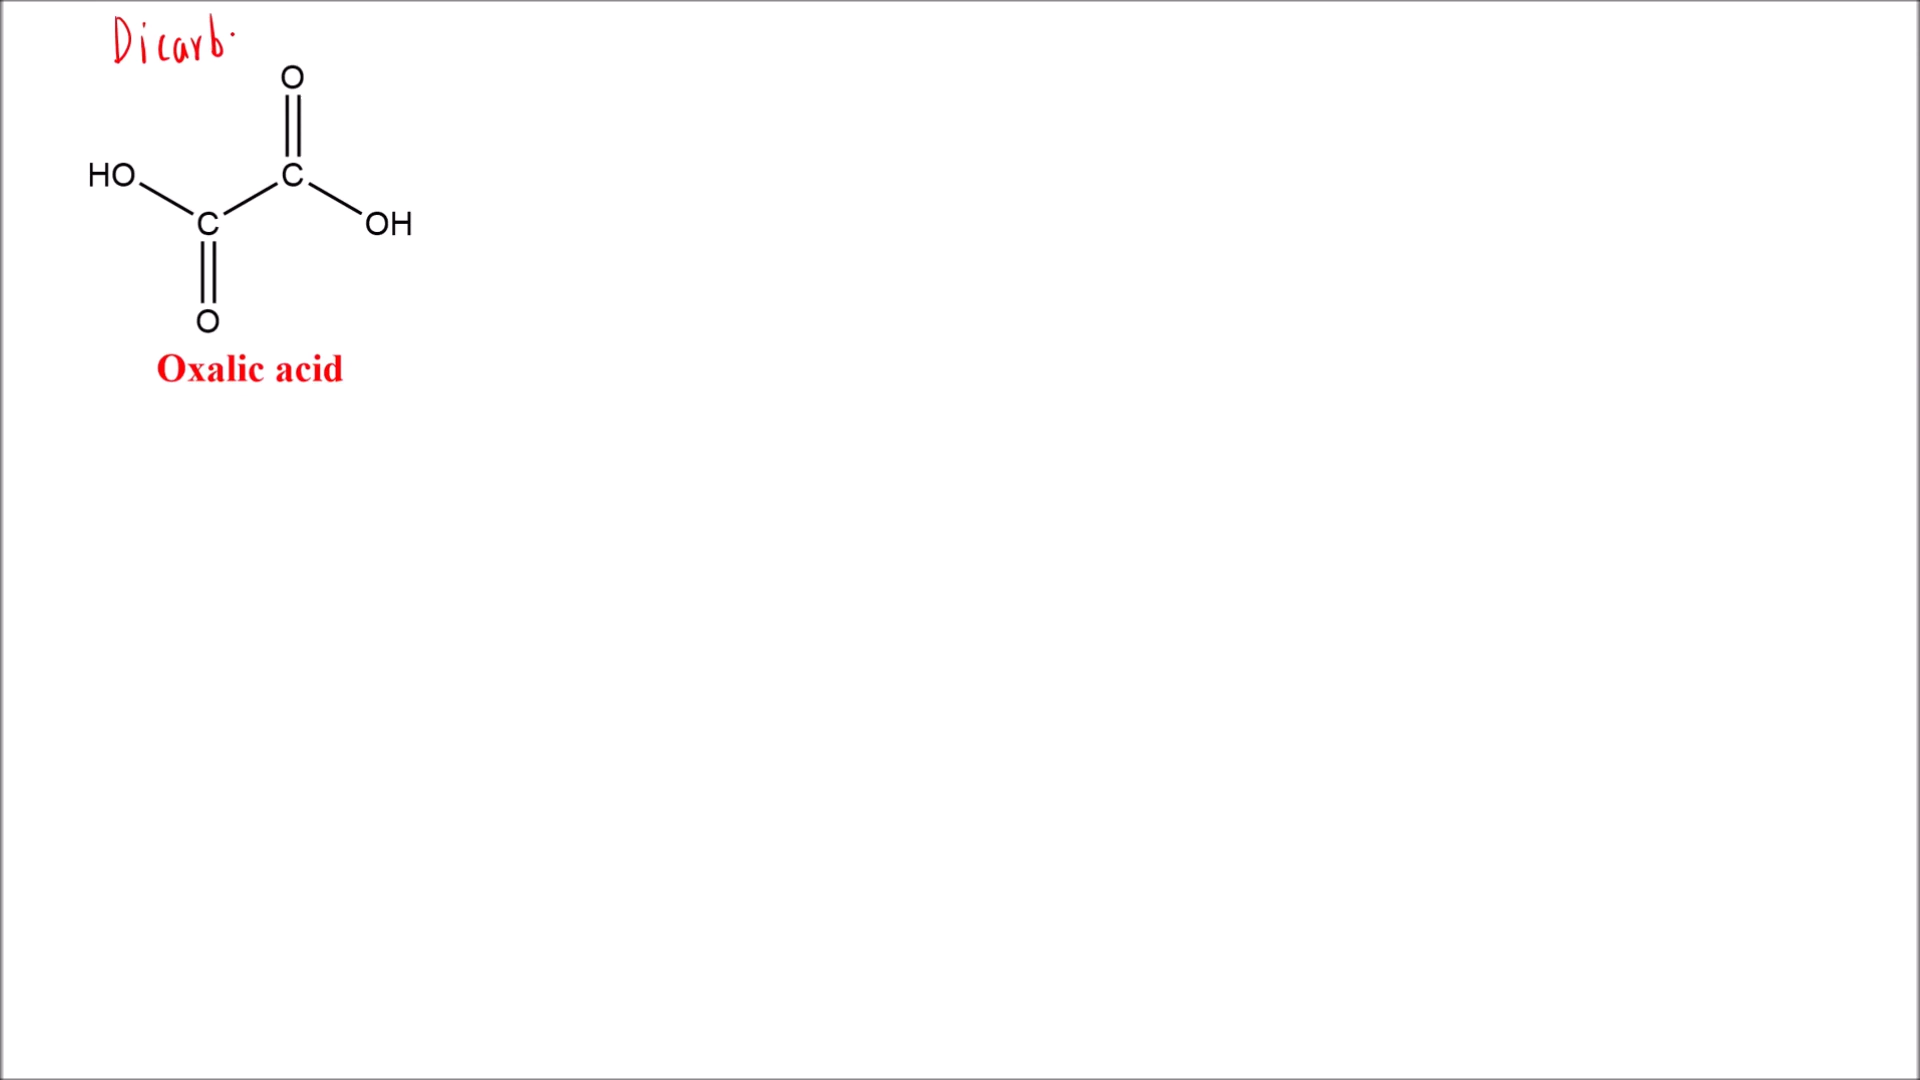 Dicarb.
O
HO
C
C
OH
O
Oxalic acid